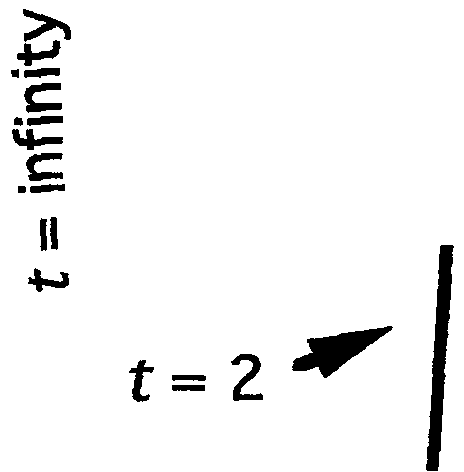 t = infinity
t = 2